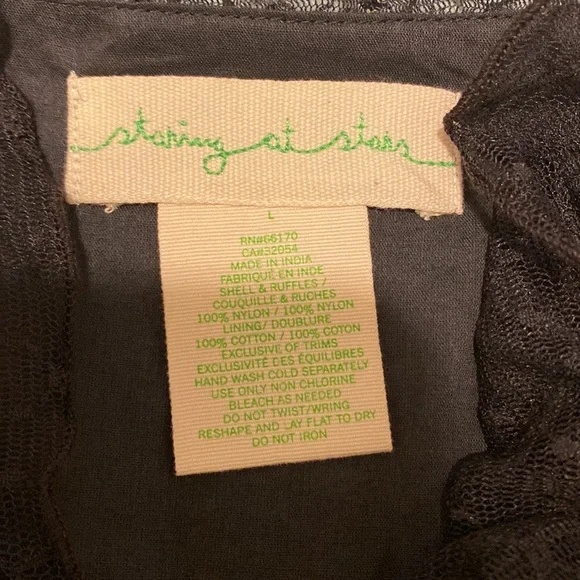 staring at stars
L
RN#66170
CA#32054
MADE IN INDIA
FABRIQUÉ EN INDE
SHELL & RUFFLES /
COUQUILLE & RUCHES
100% NYLON / 100% NYLON
LINING/ DOUBLURE
100% COTTON / 100% COTON
EXCLUSIVE OF TRIMS
EXCLUSIVITÉ DES ÉQUILIBRES
HAND WASH COLD SEPARATELY
USE ONLY NON CHLORINE
BLEACH AS NEEDED
DO NOT TWIST/WRING
RESHAPE AND LAY FLAT TO DRY
DO NOT IRON